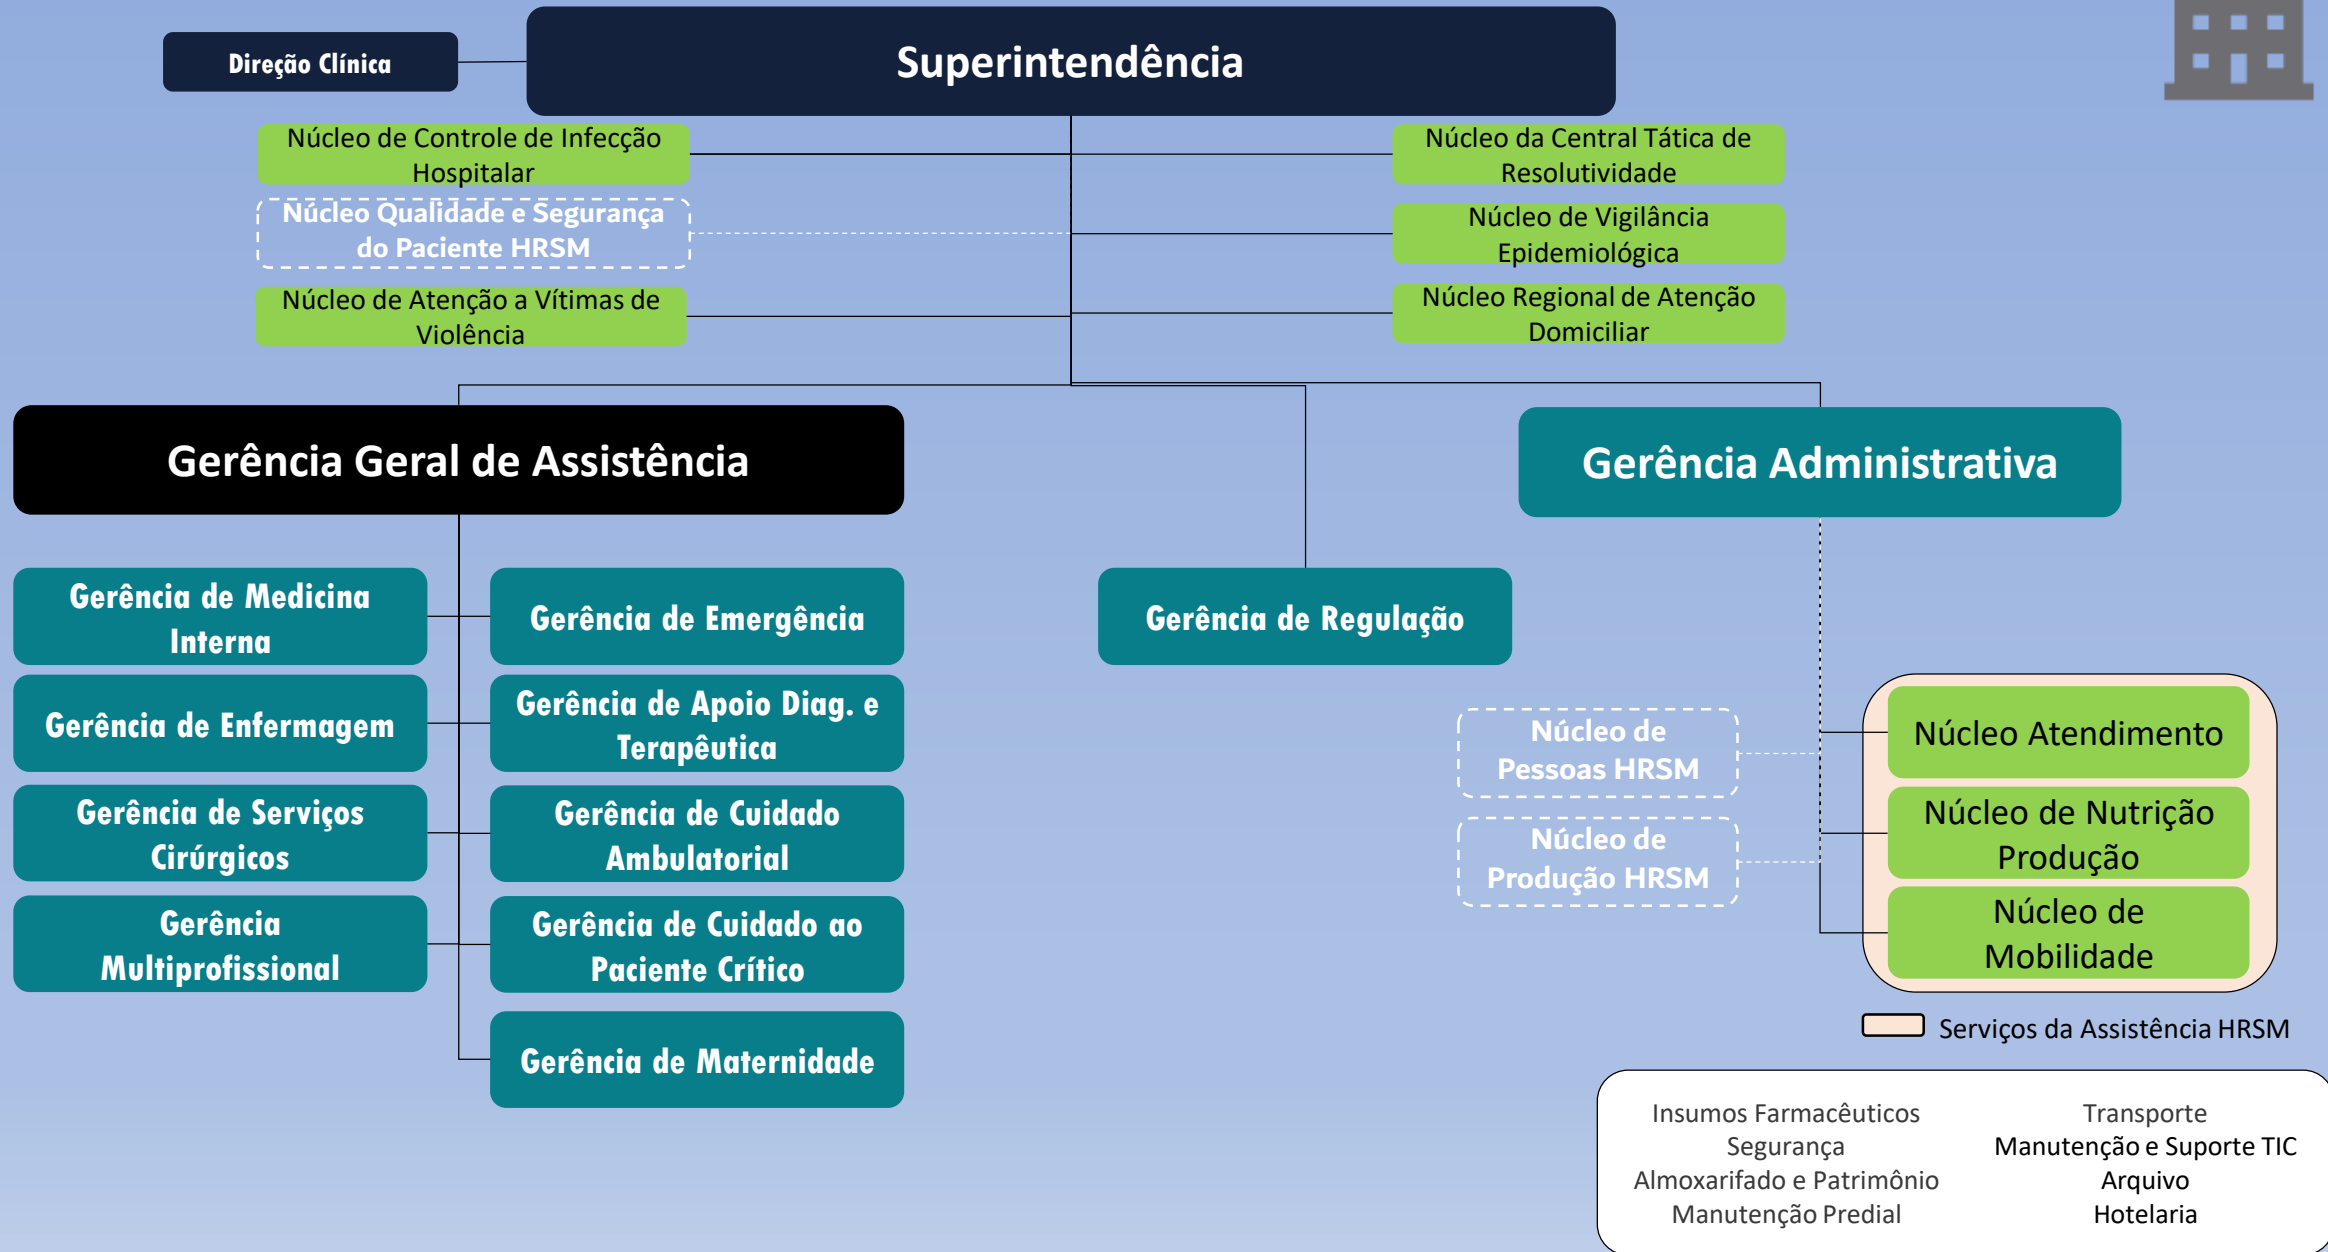 Direção Clínica
Superintendência
Núcleo de Controle de Infecção
Hospitalar
Núcleo da Central Tática de
Resolutividade
Núcleo Qualidade e Segurança
do Paciente HRSM
Núcleo de Vigilância
Epidemiológica
Núcleo de Atenção a Vítimas de
Violência
Núcleo Regional de Atenção
Domiciliar
Gerência Geral de Assistência
Gerência Administrativa
Gerência de Medicina
Interna
Gerência de Emergência
Gerência de Regulação
Gerência de Enfermagem
Gerência de Apoio Diag. e
Terapêutica
Núcleo de
Pessoas HRSM
Núcleo Atendimento
Gerência de Serviços
Cirúrgicos
Gerência de Cuidado
Ambulatorial
Núcleo de
Produção HRSM
Núcleo de Nutrição
Produção
Gerência
Multiprofissional
Gerência de Cuidado ao
Paciente Crítico
Núcleo de
Mobilidade
Gerência de Maternidade
Serviços da Assistência HRSM
Insumos Farmacêuticos
Segurança
Almoxarifado e Patrimônio
Manutenção Predial
Transporte
Manutenção e Suporte TIC
Arquivo
Hotelaria